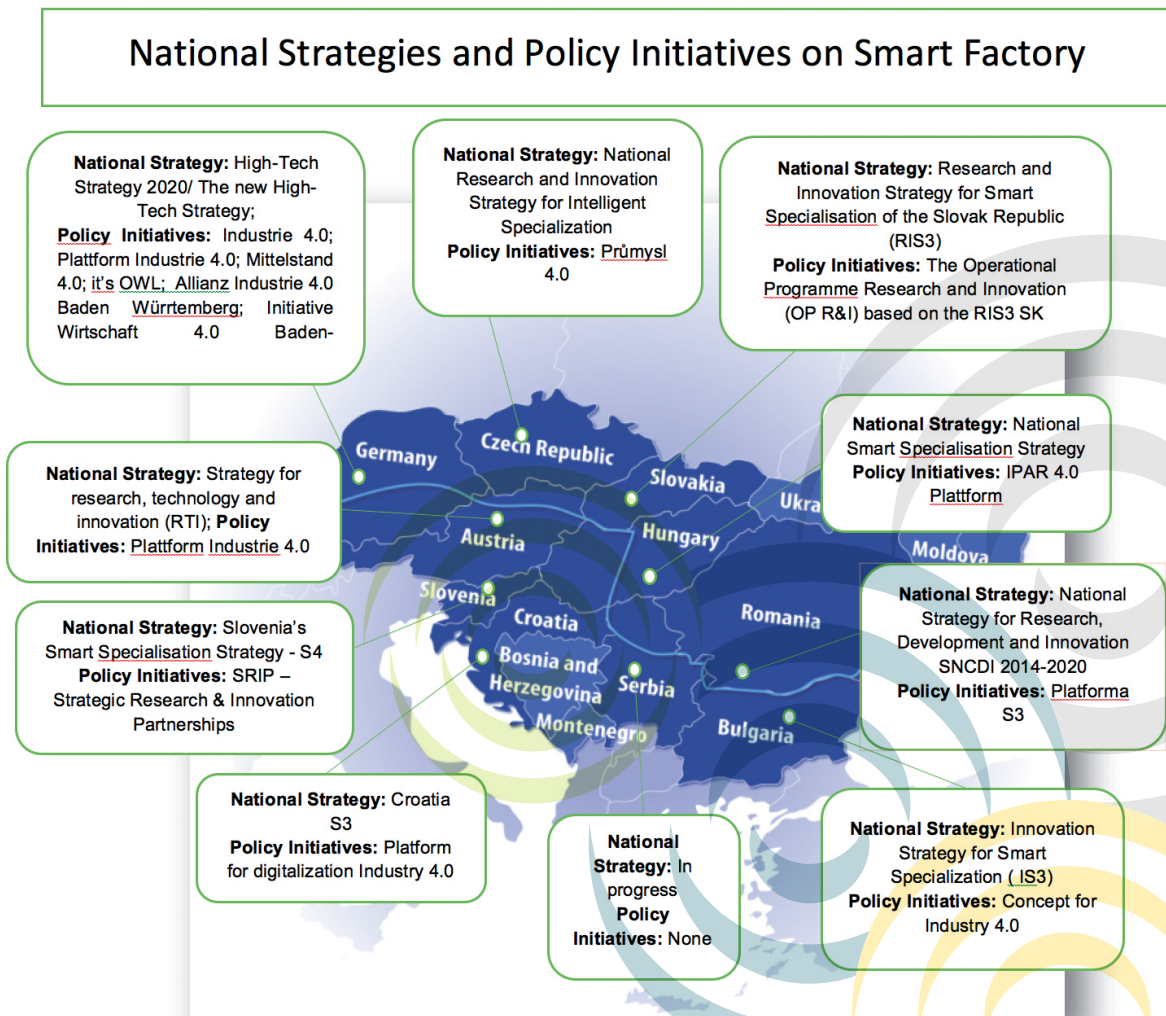 National Strategies and Policy Initiatives on Smart Factory
National Strategy: High-Tech
Strategy 2020/ The new High-
Tech Strategy;
Policy Initiatives: Industrie 4.0;
Plattform Industrie 4.0; Mittelstand
4.0; it's OWL; Allianz Industrie 4.0
Baden Würrtemberg; Initiative
Wirtschaft 4.0 Baden-
National Strategy: National
Research and Innovation
Strategy for Intelligent
Specialization
Policy Initiatives: Průmysl
4.0
National Strategy: Research and
Innovation Strategy for Smart
Specialisation of the Slovak Republic
(RIS3)
Policy Initiatives: The Operational
Programme Research and Innovation
(OP R&I) based on the RIS3 SK
National Strategy: National
Smart Specialisation Strategy
Policy Initiatives: IPAR 4.0
Plattform
National Strategy: Strategy for
research, technology and
innovation (RTI); Policy
Initiatives: Plattform Industrie 4.0
Germany
Czech Republic
Slovakia
Ukra
Austria
Hungary
Moldova
Slovenia
Croatia
Romania
Bosnia and
Herzegovina
Serbia
Montenegro
Bulgaria
National Strategy: National
Strategy for Research,
Development and Innovation
SNCDI 2014-2020
Policy Initiatives: Platforma
S3
National Strategy: Slovenia's
Smart Specialisation Strategy - S4
Policy Initiatives: SRIP –
Strategic Research & Innovation
Partnerships
National Strategy: Croatia
S3
Policy Initiatives: Platform
for digitalization Industry 4.0
National
Strategy: In
progress
Policy
Initiatives: None
National Strategy: Innovation
Strategy for Smart
Specialization ( IS3)
Policy Initiatives: Concept for
Industry 4.0